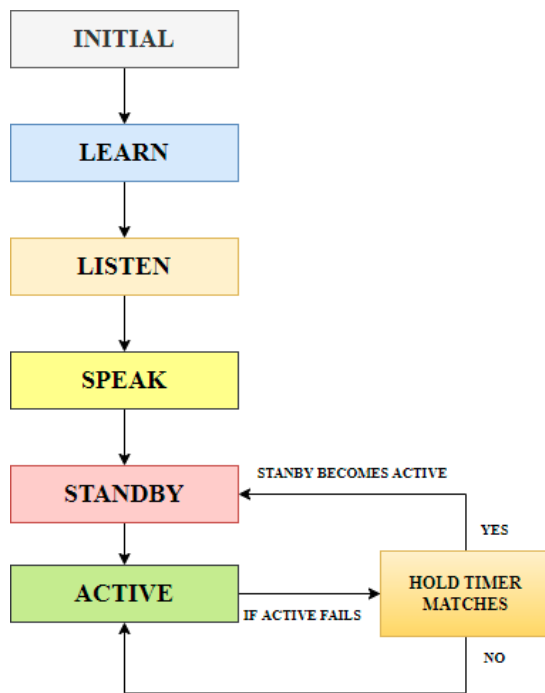 INITIAL
LEARN
LISTEN
SPEAK
STANDBY
STANBY BECOMES ACTIVE
YES
ACTIVE
IF ACTIVE FAILS
HOLD TIMER
MATCHES
NO